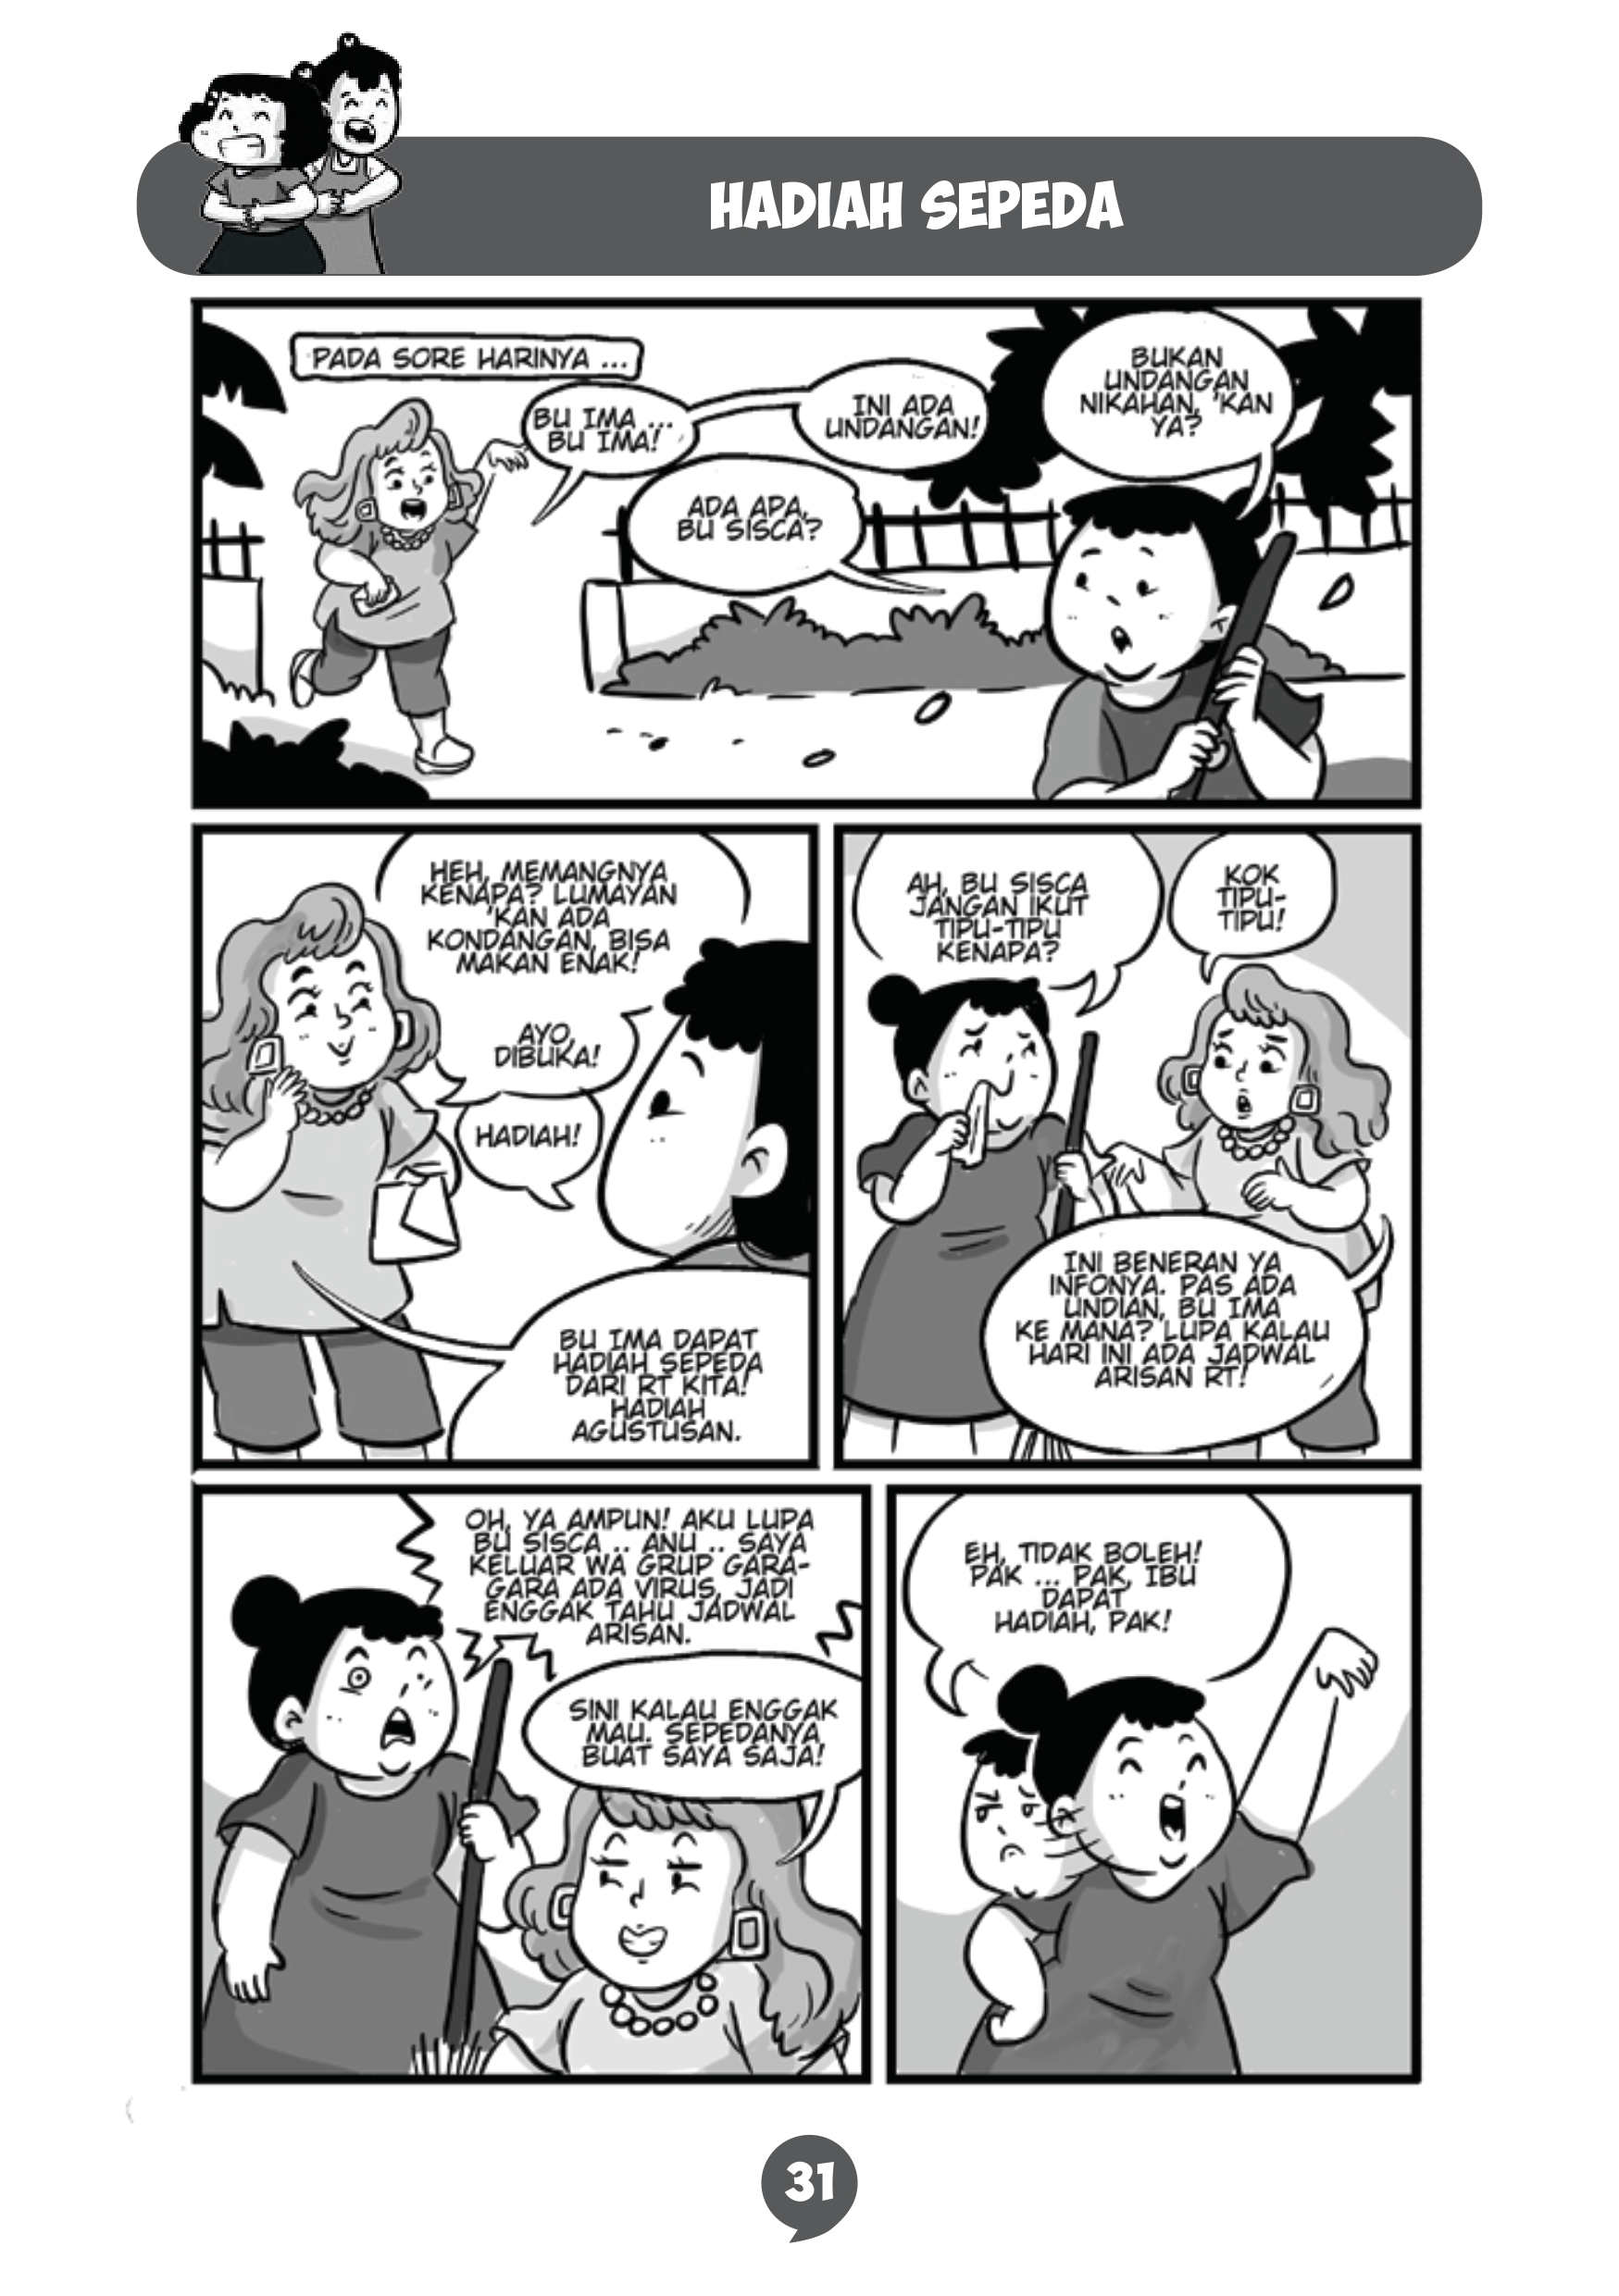 HADIAH SEPEDA
PADA SORE HARINYA ...
BU IMA ...
BU IMA!
INI ADA
UNDANGAN!
ADA APA,
BU SISCA?
BUKAN
UNDANGAN
NIKAHAN, 'KAN
YA?
HEH, MEMANGNYA
KENAPA? LUMAYAN
'KAN ADA
KONDANGAN, BISA
MAKAN ENAK!
AYO,
DIBUKA!
HADIAH!
BU IMA DAPAT
HADIAH SEPEDA
DARI RT KITA!
HADIAH
AGUSTUSAN.
AH, BU SISCA
JANGAN IKUT
TIPU-TIPU
KENAPA?
KOK
TIPU-
TIPU!
INI BENERAN YA
INFONYA. PAS ADA
UNDIAN, BU IMA
KE MANA? LUPA KALAU
HARI INI ADA JADWAL
ARISAN RT!
OH, YA AMPUN! AKU LUPA
BU SISCA .. ANU .. SAYA
KELUAR WA GRUP GARA-
GARA ADA VIRUS, JADI
ENGGAK TAHU JADWAL
ARISAN.
SINI KALAU ENGGAK
MAU. SEPEDANYA
BUAT SAYA SAJA!
EH, TIDAK BOLEH!
PAK ... PAK, IBU
DAPAT
HADIAH, PAK!
31